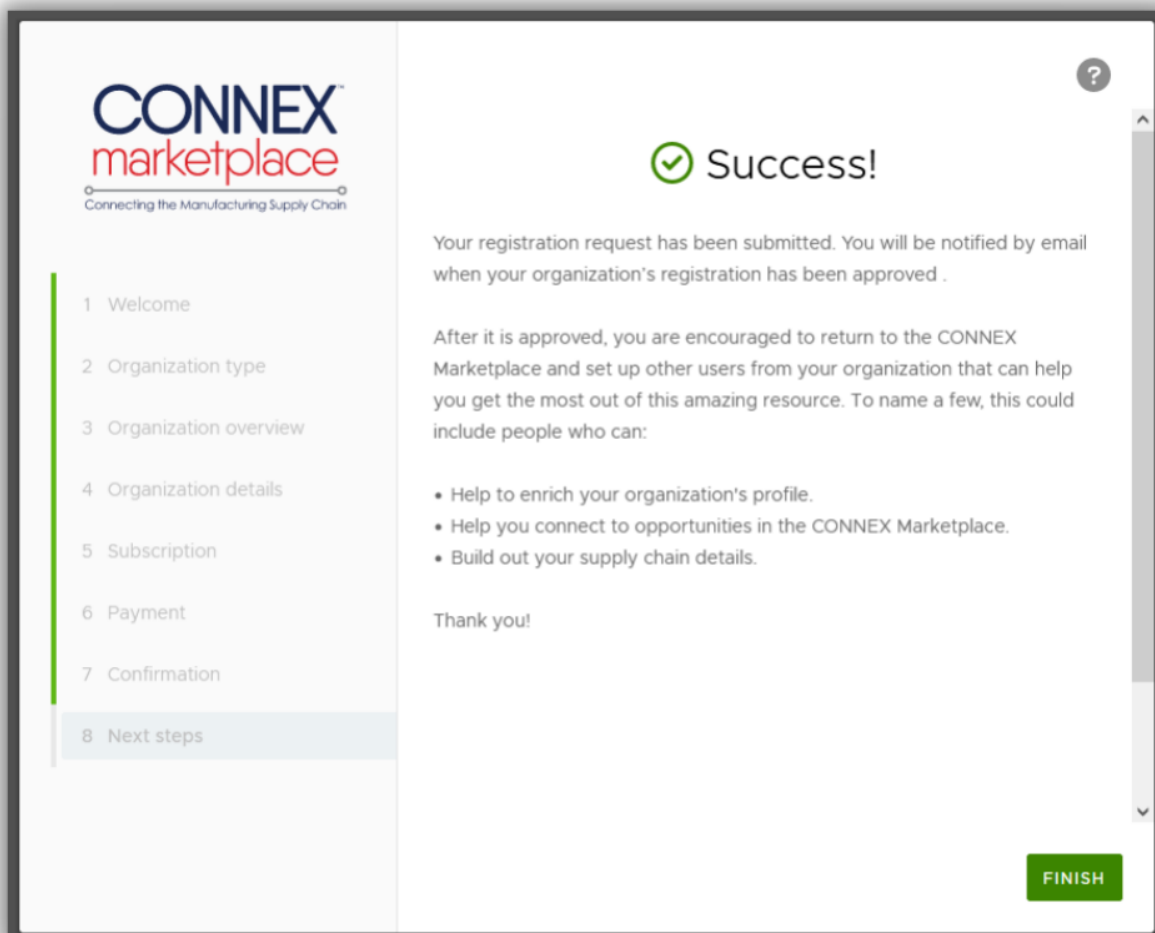 CONNEX™
marketplace
Connecting the Manufacturing Supply Chain
1 Welcome
2 Organization type
3 Organization overview
4 Organization details
5 Subscription
6 Payment
7 Confirmation
8 Next steps
?
Success!
Your registration request has been submitted. You will be notified by email
when your organization's registration has been approved .
After it is approved, you are encouraged to return to the CONNEX
Marketplace and set up other users from your organization that can help
you get the most out of this amazing resource. To name a few, this could
include people who can:
• Help to enrich your organization's profile.
• Help you connect to opportunities in the CONNEX Marketplace.
• Build out your supply chain details.
Thank you!
FINISH